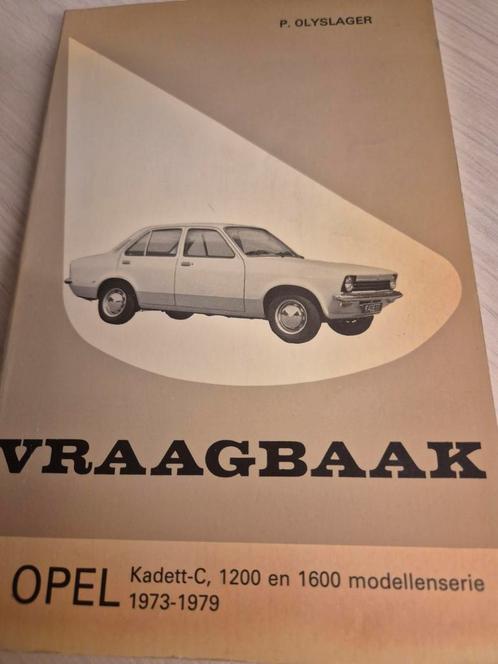 P. OLYSLAGER
VRAAGBAAK
OPEL Kadett-C, 1200 en 1600 modellenserie
1973-1979